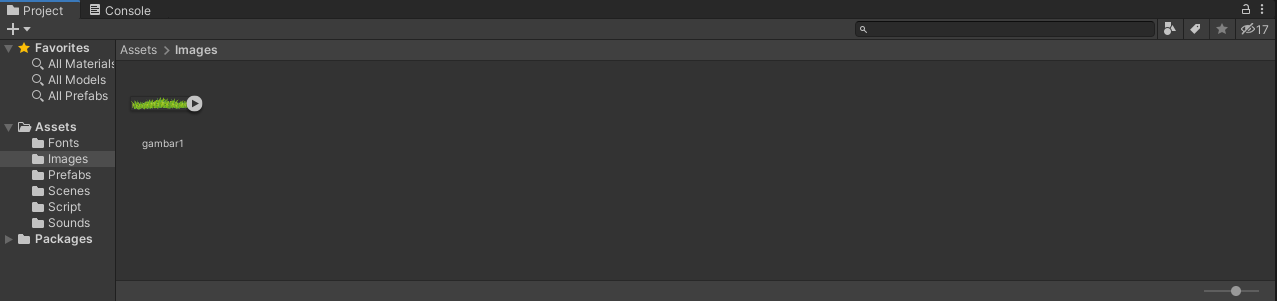 Project
Console
17
Favorites
Assets
Images
All Materials
All Models
All Prefabs
Assets
Fonts
gambar1
Images
Prefabs
Scenes
Script
Sounds
Packages